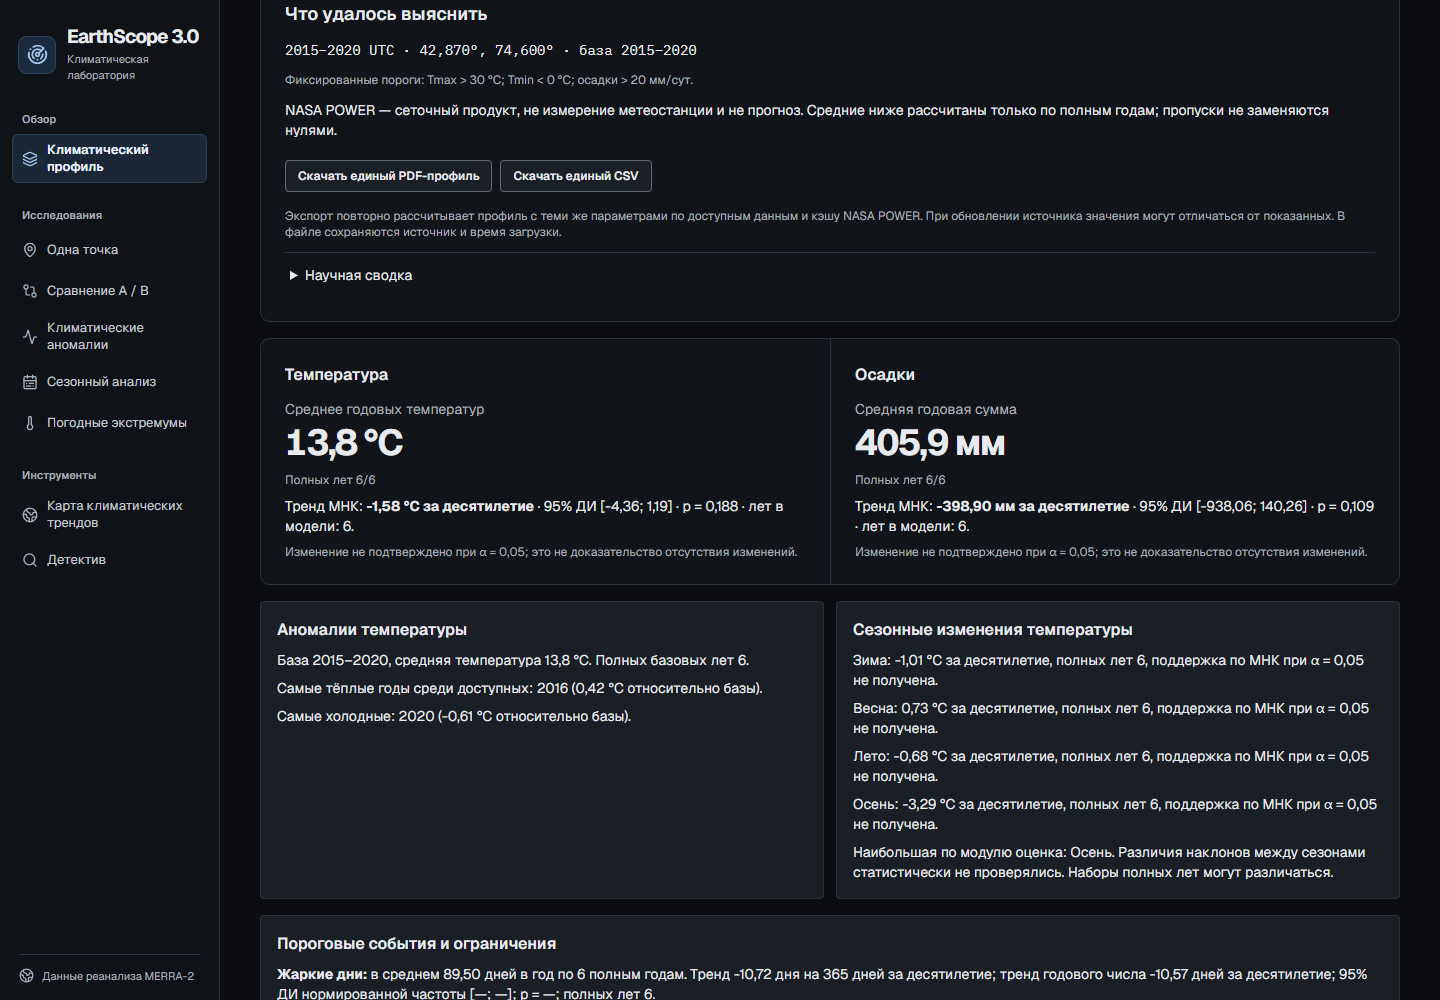 EarthScope 3.0
Климатическая
лаборатория
Обзор
Климатический
профиль
Исследования
Одна точка
Сравнение A / B
Климатические
аномалии
Сезонный анализ
Погодные экстремумы
Инструменты
Карта климатических
трендов
Детектив
Данные реанализа MERRA-2
Что удалось выяснить
2015–2020 UTC · 42,870°, 74,600° · база 2015–2020
Фиксированные пороги: Tmax > 30 °C; Tmin < 0 °C; осадки > 20 мм/сут.
NASA POWER — сеточный продукт, не измерение метеостанции и не прогноз. Средние ниже рассчитаны только по полным годам; пропуски не заменяются
нулями.
Скачать единый PDF-профиль
Скачать единый CSV
Экспорт повторно рассчитывает профиль с теми же параметрами по доступным данным и кэшу NASA POWER. При обновлении источника значения могут отличаться от показанных. В
файле сохраняются источник и время загрузки.
Научная сводка
Температура
Среднее годовых температур
13,8 °C
Полных лет 6/6
Тренд МНК: -1,58 °C за десятилетие · 95% ДИ [-4,36; 1,19] · p = 0,188 · лет в
модели: 6.
Изменение не подтверждено при α = 0,05; это не доказательство отсутствия изменений.
Осадки
Средняя годовая сумма
405,9 мм
Полных лет 6/6
Тренд МНК: -398,90 мм за десятилетие · 95% ДИ [-938,06; 140,26] · p = 0,109
· лет в модели: 6.
Изменение не подтверждено при α = 0,05; это не доказательство отсутствия изменений.
Аномалии температуры
База 2015–2020, средняя температура 13,8 °C. Полных базовых лет 6.
Самые тёплые годы среди доступных: 2016 (0,42 °C относительно базы).
Самые холодные: 2020 (-0,61 °C относительно базы).
Сезонные изменения температуры
Зима: -1,01 °C за десятилетие, полных лет 6, поддержка по МНК при α = 0,05
не получена.
Весна: 0,73 °C за десятилетие, полных лет 6, поддержка по МНК при α = 0,05
не получена.
Лето: -0,68 °C за десятилетие, полных лет 6, поддержка по МНК при α = 0,05
не получена.
Осень: -3,29 °C за десятилетие, полных лет 6, поддержка по МНК при α = 0,05
не получена.
Наибольшая по модулю оценка: Осень. Различия наклонов между сезонами
статистически не проверялись. Наборы полных лет могут различаться.
Пороговые события и ограничения
Жаркие дни: в среднем 89,50 дней в год по 6 полным годам. Тренд -10,72 дня на 365 дней за десятилетие; тренд годового числа -10,57 дней за десятилетие; 95%
ДИ нормированной частоты [—; —]; p = —; полных лет 6.